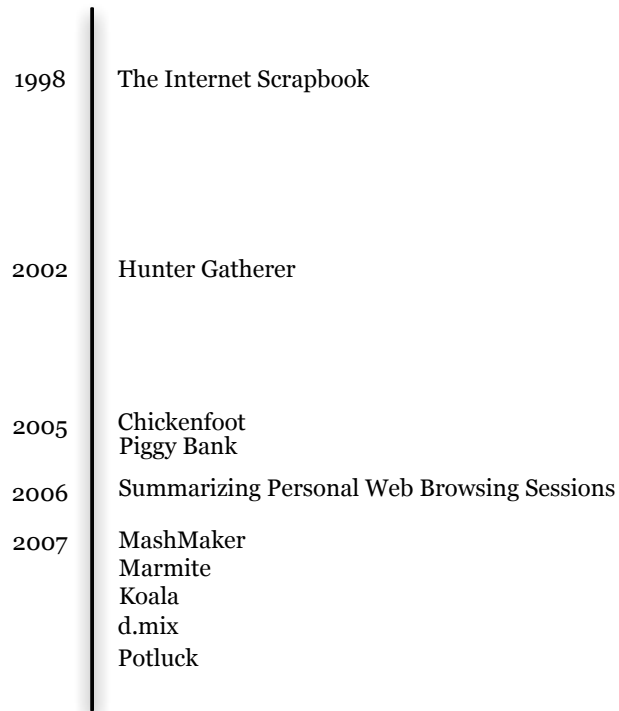 1998 The Internet Scrapbook
2002 Hunter Gatherer
2005 Chickenfoot
Piggy Bank
2006 Summarizing Personal Web Browsing Sessions
2007 MashMaker
Marmite
Koala
d.mix
Potluck